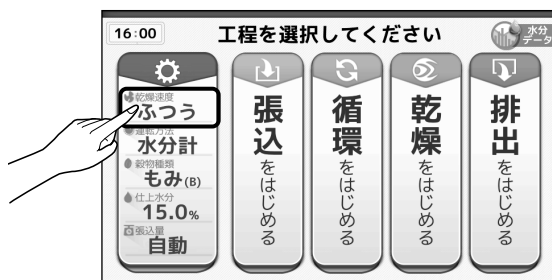 16:00
工程を選択してください
水分
データ
乾燥速度
ふつう
運転方法
水分計
穀物種類
もみ(B)
仕上水分
15.0%
張込量
自動
張込をはじめる
循環をはじめる
乾燥をはじめる
排出をはじめる